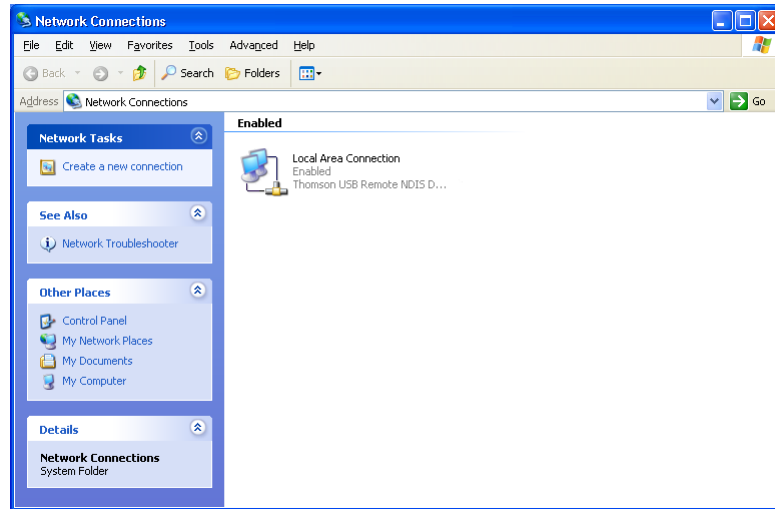 Network Connections
File Edit View Favorites Tools Advanced Help
Back Search Folders
Address Network Connections Go
Network Tasks
Create a new connection
See Also
Network Troubleshooter
Other Places
Control Panel
My Network Places
My Documents
My Computer
Details
Network Connections
System Folder
Enabled
Local Area Connection
Enabled
Thomson USB Remote NDIS D...